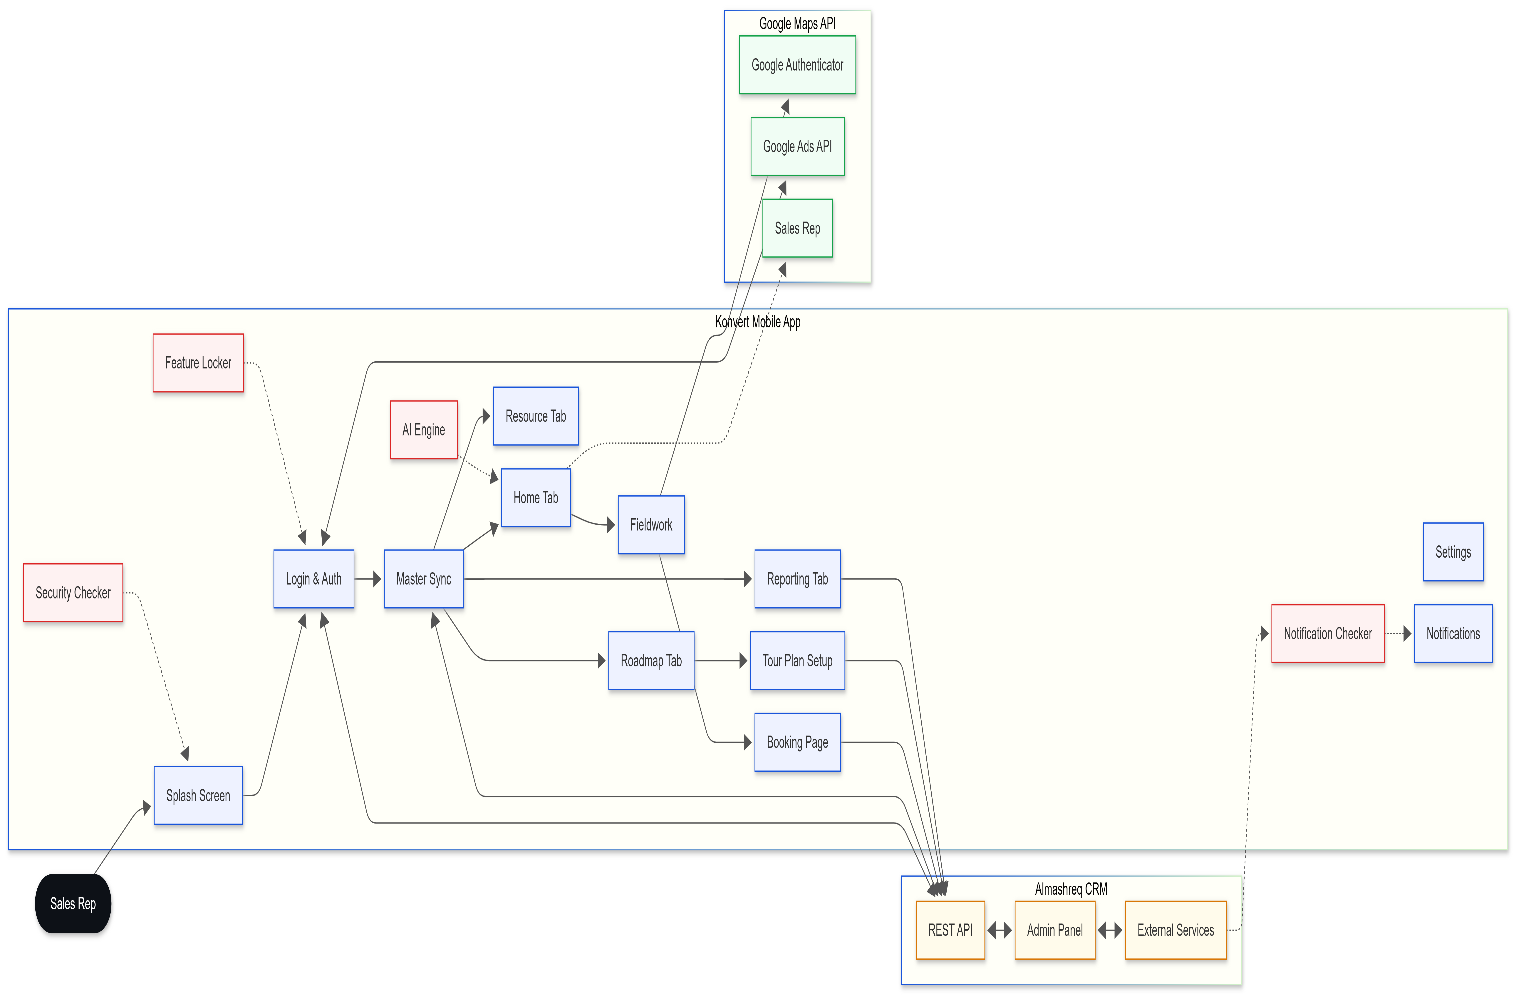 Google Maps API
Google Authenticator
Google Ads API
Sales Rep
Konvert Mobile App
Feature Locker
AI Engine
Resource Tab
Home Tab
Fieldwork
Settings
Security Checker
Login & Auth
Master Sync
Reporting Tab
Roadmap Tab
Tour Plan Setup
Notification Checker
Notifications
Booking Page
Splash Screen
Sales Rep
Almashreq CRM
REST API
Admin Panel
External Services